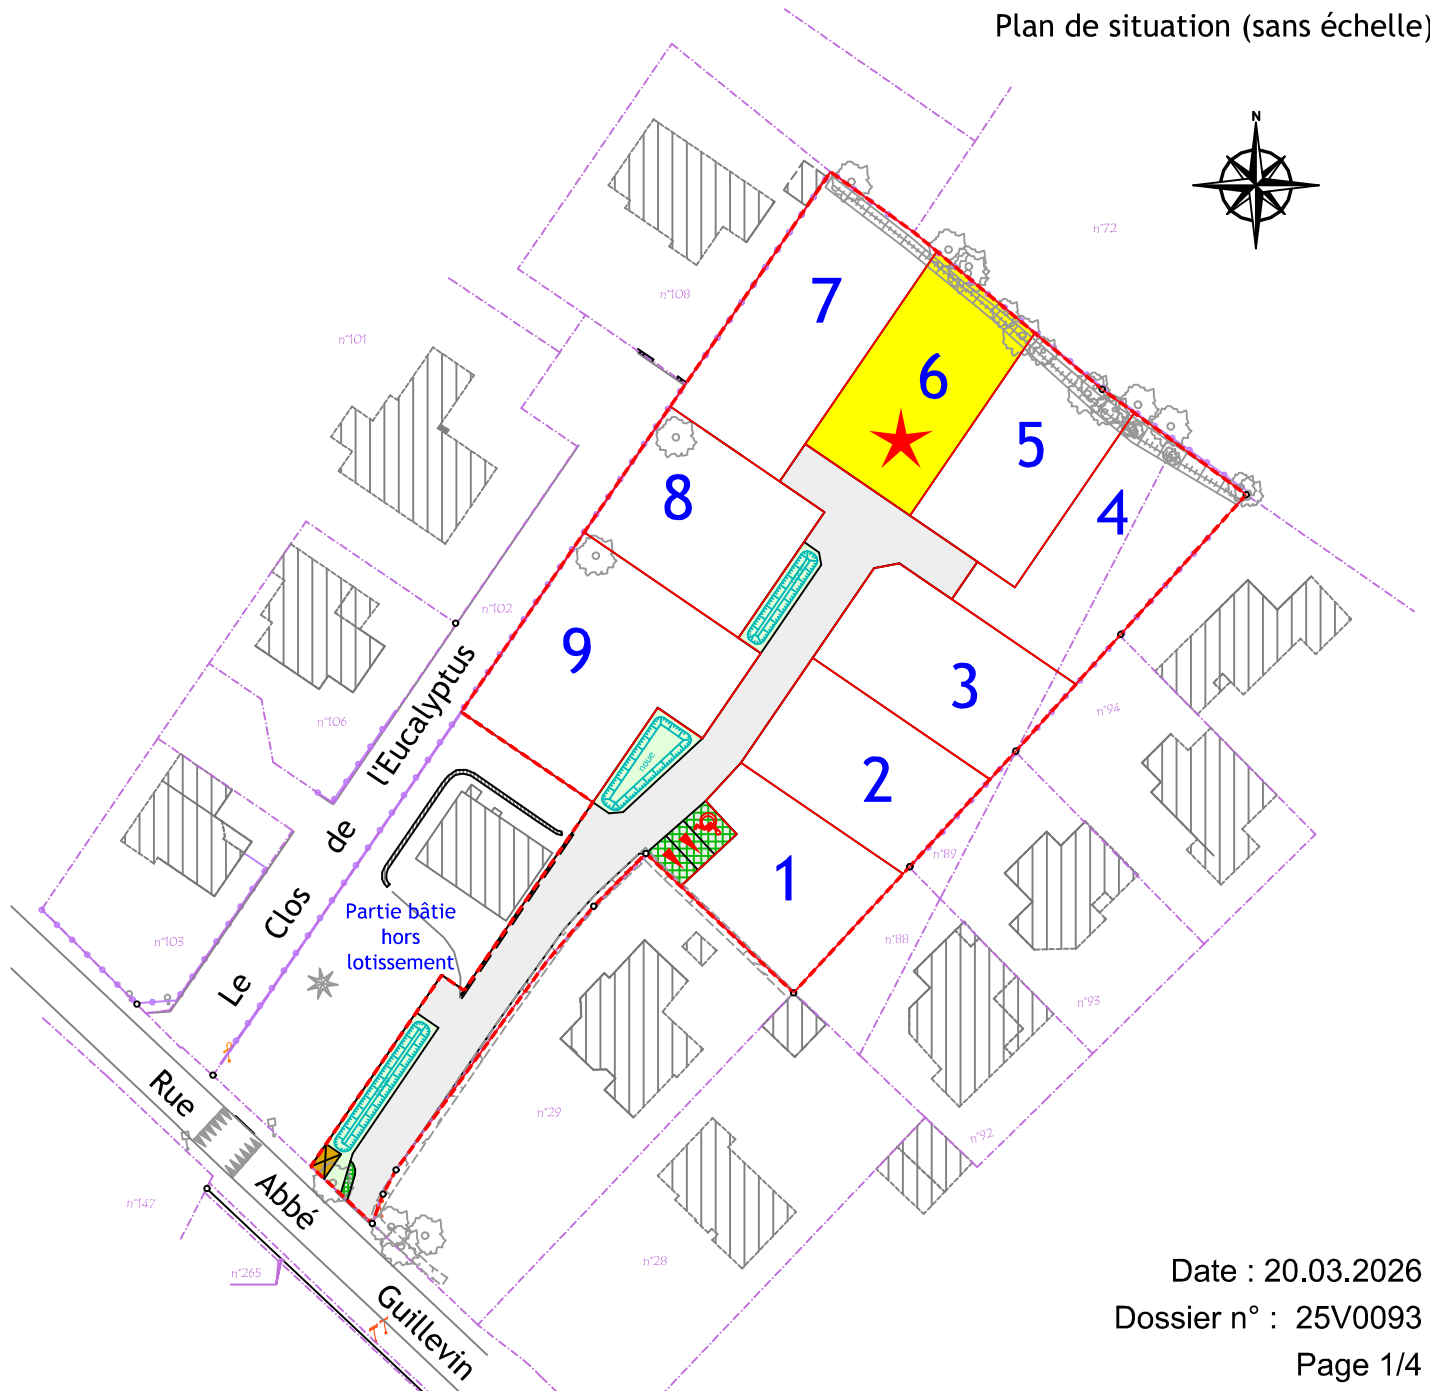 Plan de situation (sans échelle)
N
n°72
7
n°108
6
n°101
5
8
4
n°102
9
3
n°106
n°94
l'Eucalyptus
noue
2
de
n°89
1
Clos
Partie bâtie
hors
lotissement
n°103
n°88
Le
n°93
Rue
n°29
n°92
Abbé
n°147
n°28
n°265
Guillevin
Date : 20.03.2026
Dossier n° : 25V0093
Page 1/4